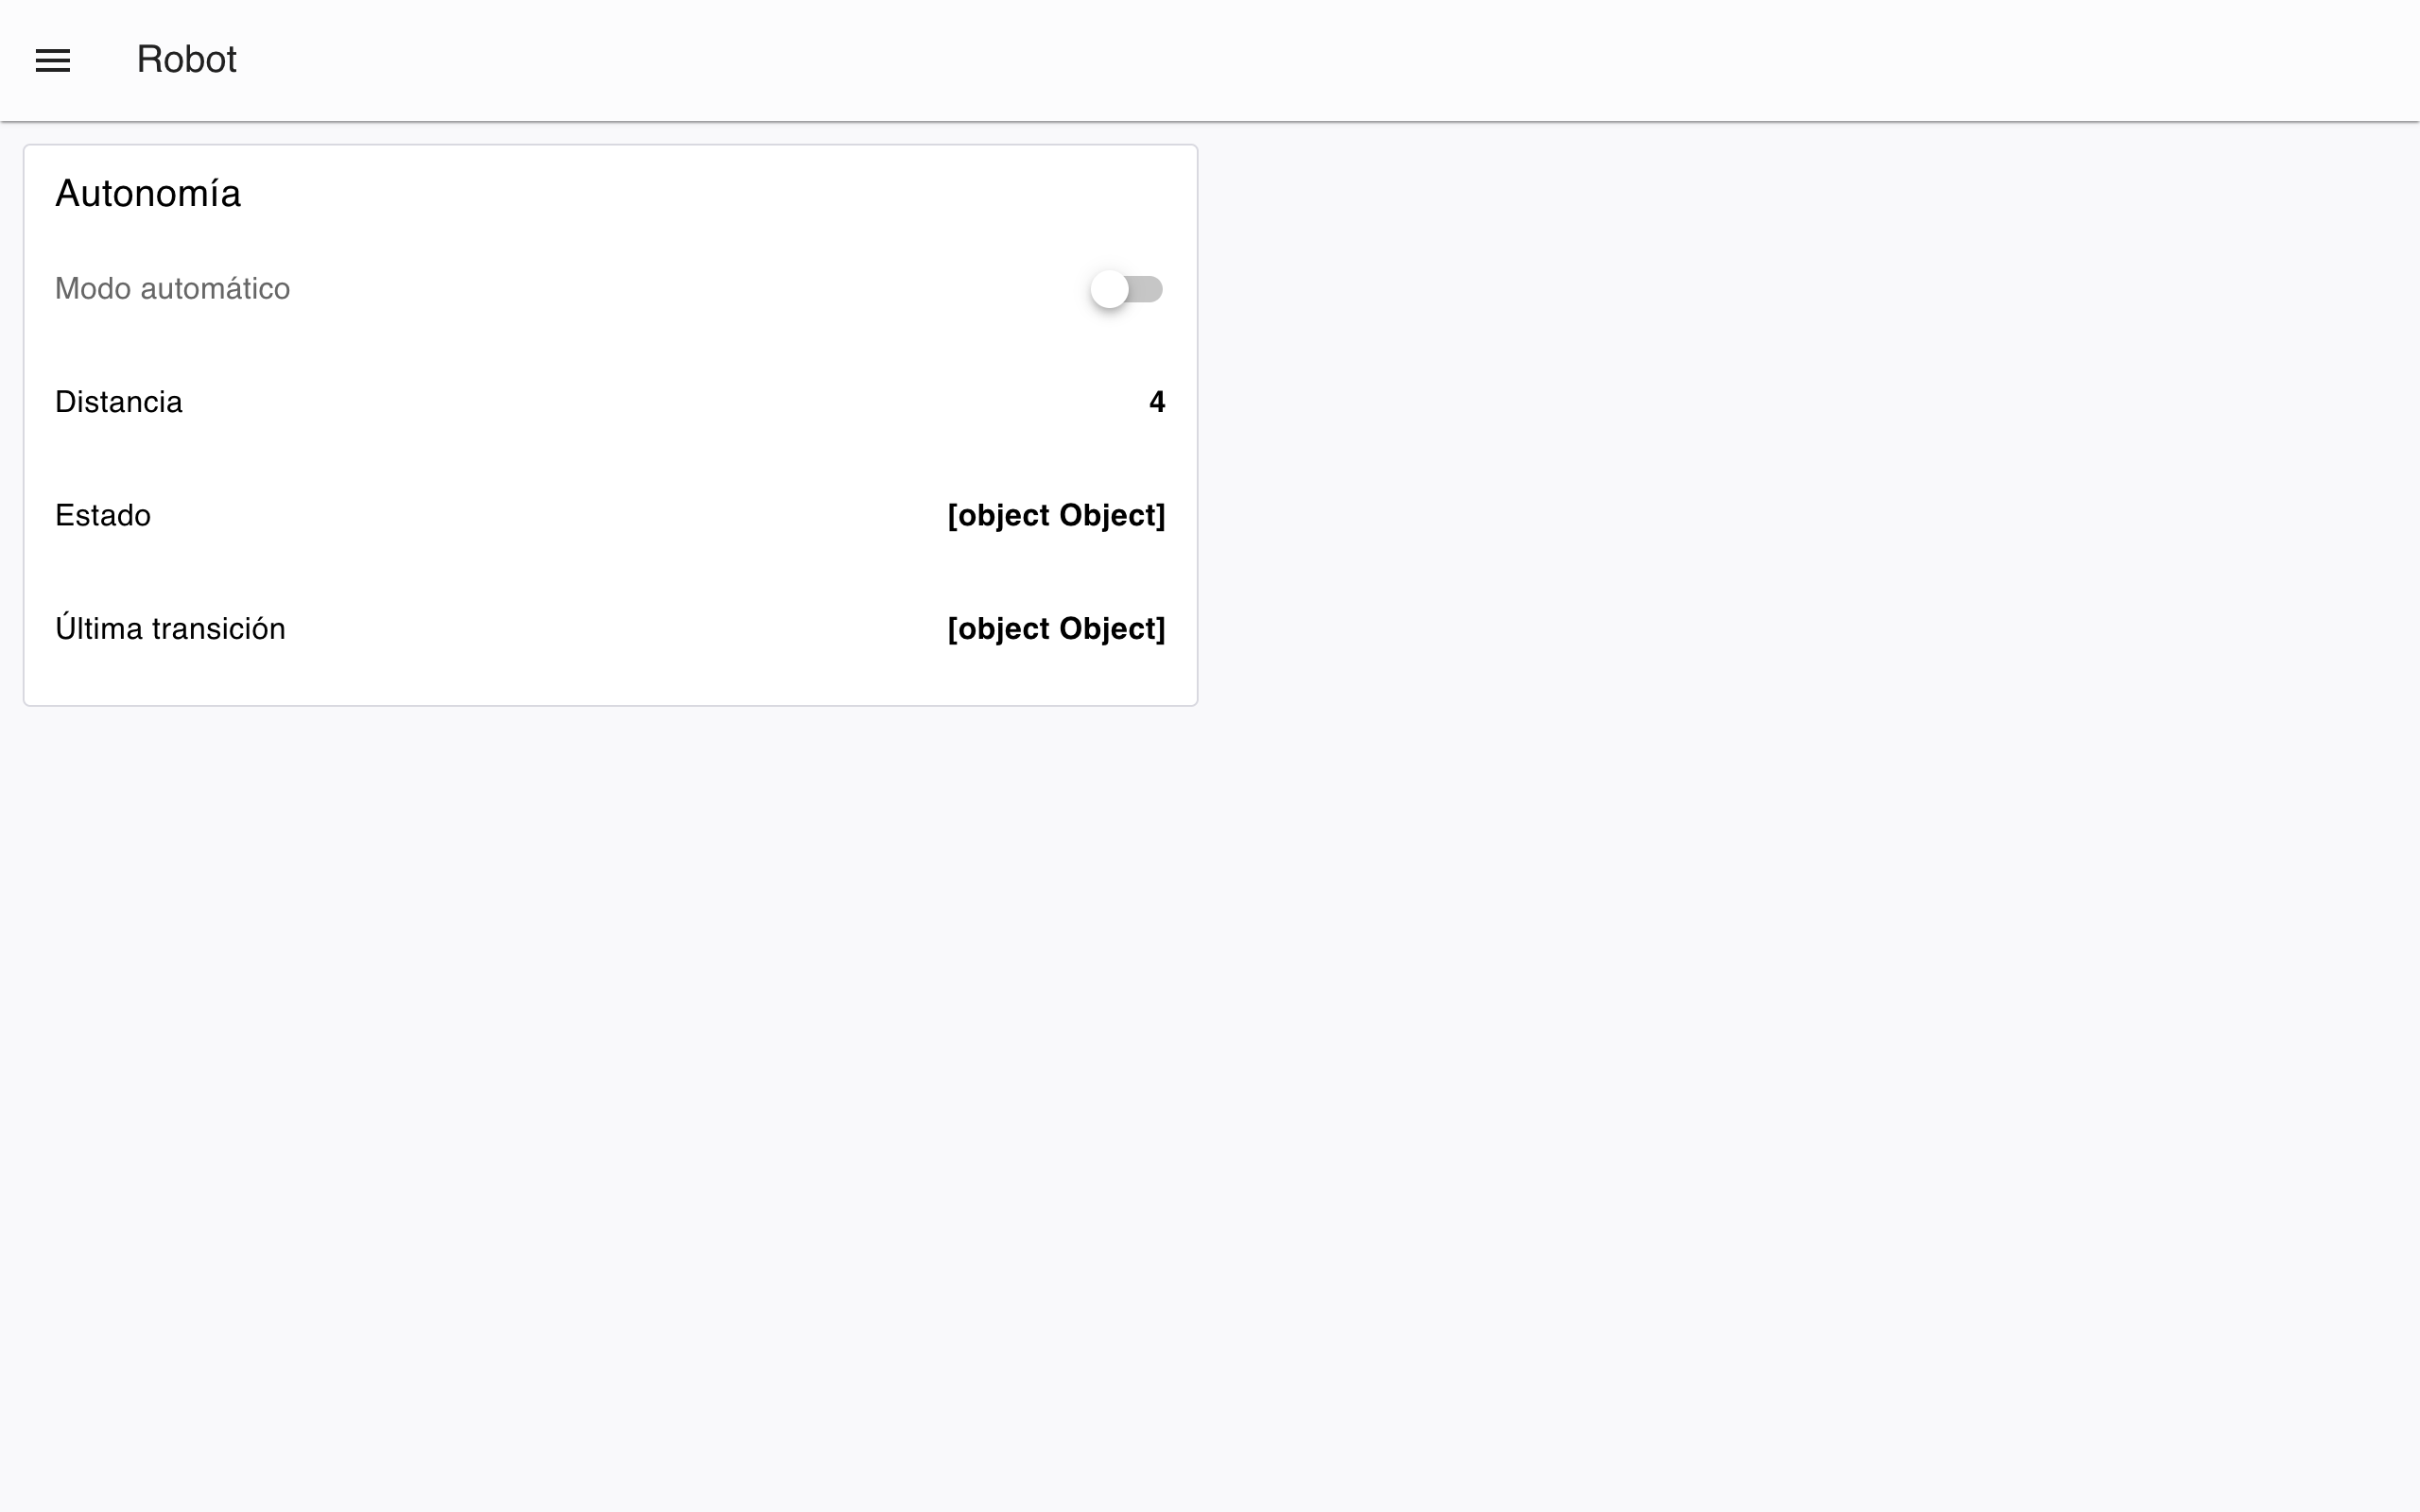 Robot
Autonomía
Modo automático
Distancia 4
Estado [object Object]
Última transición [object Object]